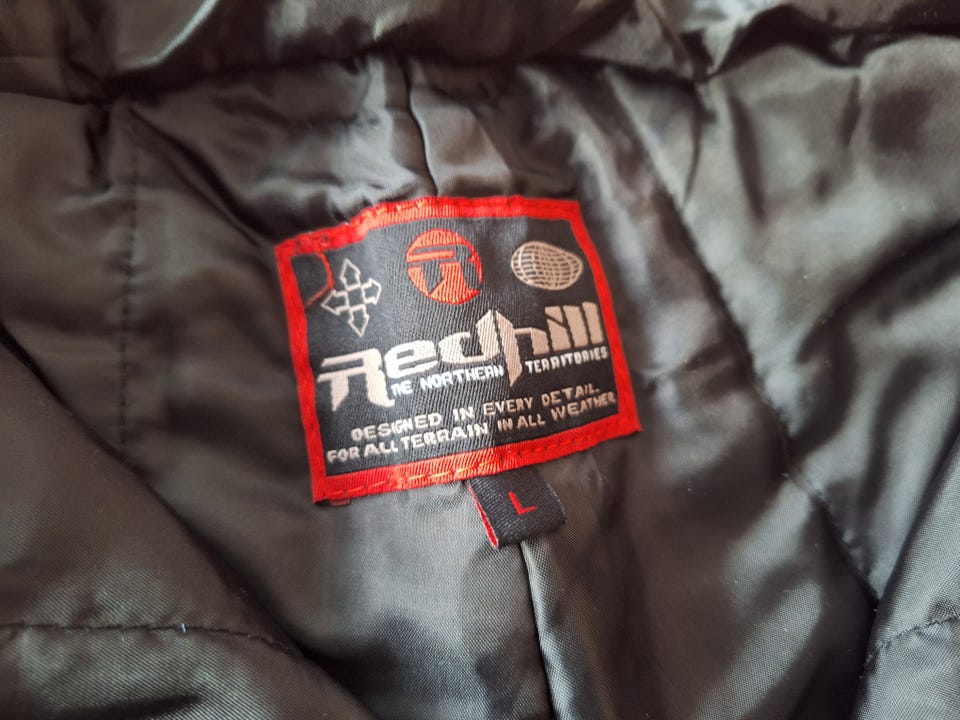 R
Redhill
THE NORTHERN TERRITORIES
DESIGNED IN EVERY DETAIL
FOR ALL TERRAIN IN ALL WEATHER
L